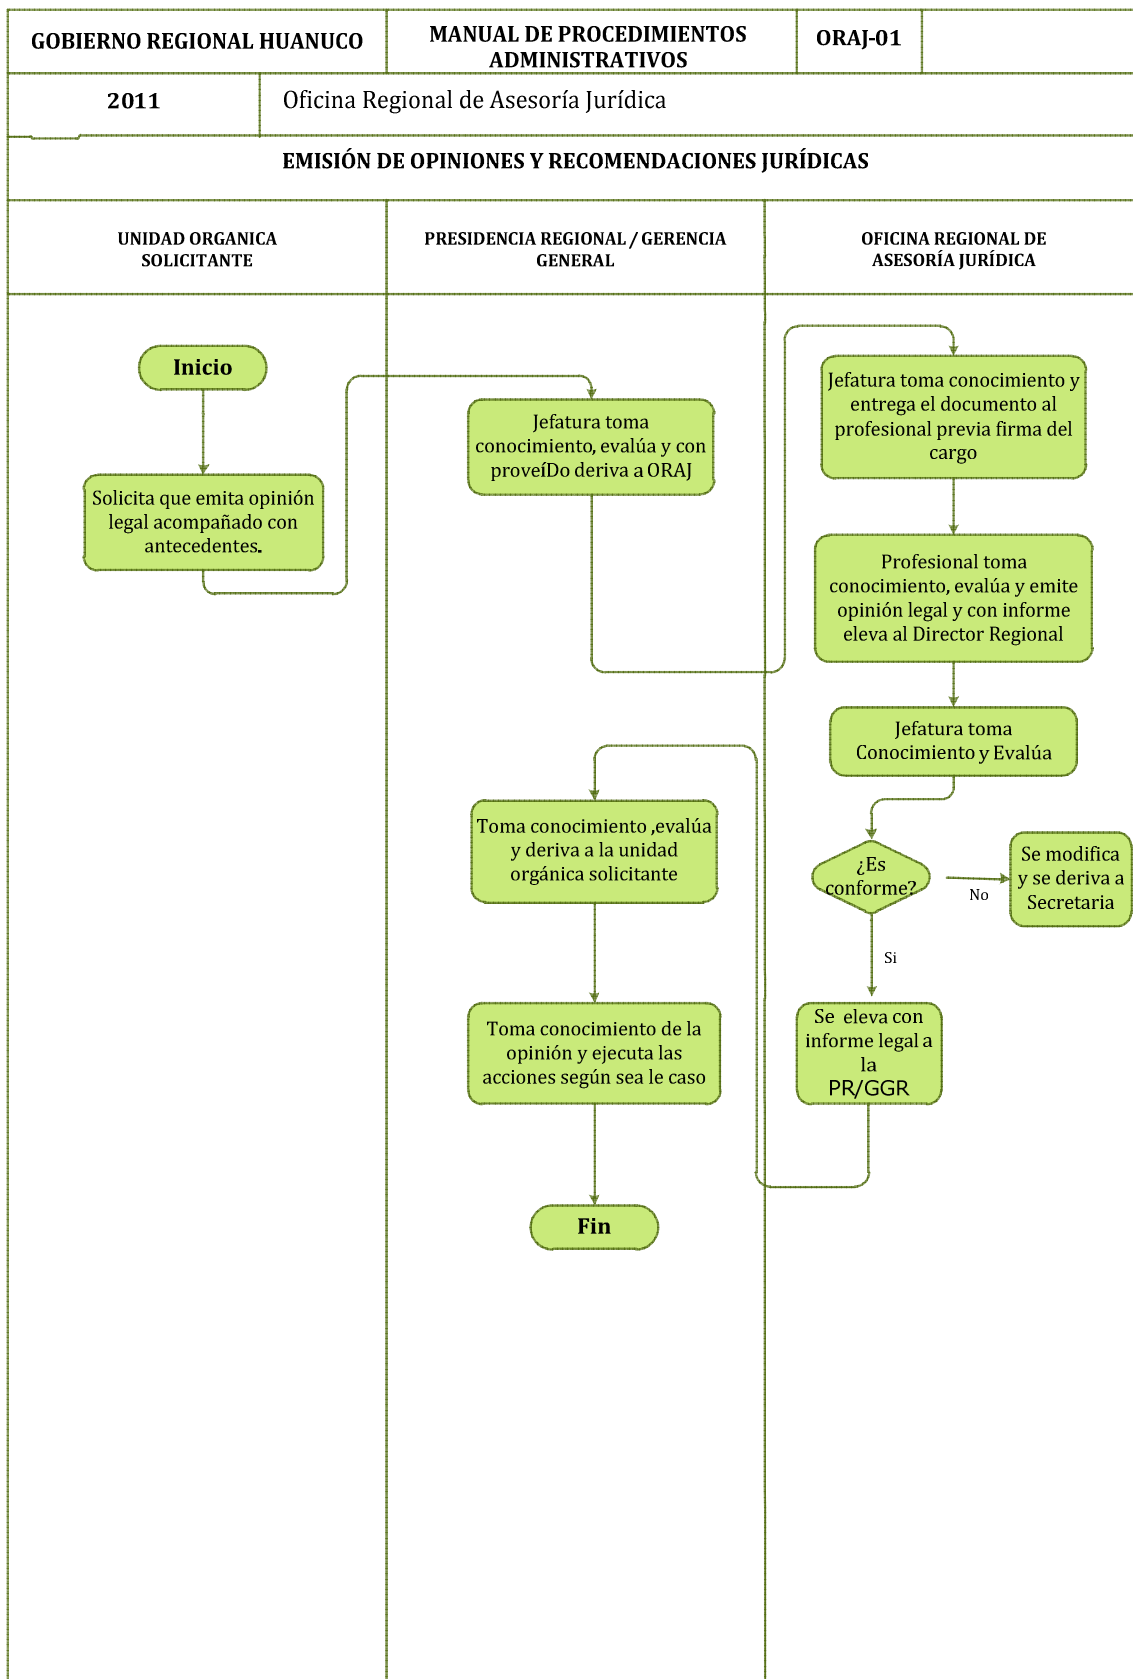 GOBIERNO REGIONAL HUANUCO
MANUAL DE PROCEDIMIENTOS
ADMINISTRATIVOS
ORAJ-01
2011
Oficina Regional de Asesoría Jurídica
EMISIÓN DE OPINIONES Y RECOMENDACIONES JURÍDICAS
UNIDAD ORGANICA
SOLICITANTE
PRESIDENCIA REGIONAL / GERENCIA
GENERAL
OFICINA REGIONAL DE
ASESORÍA JURÍDICA
Inicio
Solicita que emita opinión
legal acompañado con
antecedentes.
Jefatura toma
conocimiento, evalúa y con
proveíDo deriva a ORAJ
Jefatura toma conocimiento y
entrega el documento al
profesional previa firma del
cargo
Profesional toma
conocimiento, evalúa y emite
opinión legal y con informe
eleva al Director Regional
Jefatura toma
Conocimiento y Evalúa
¿Es
conforme?
No
Se modifica
y se deriva a
Secretaria
Si
Se eleva con
informe legal a
la
PR/GGR
Toma conocimiento ,evalúa
y deriva a la unidad
orgánica solicitante
Toma conocimiento de la
opinión y ejecuta las
acciones según sea le caso
Fin